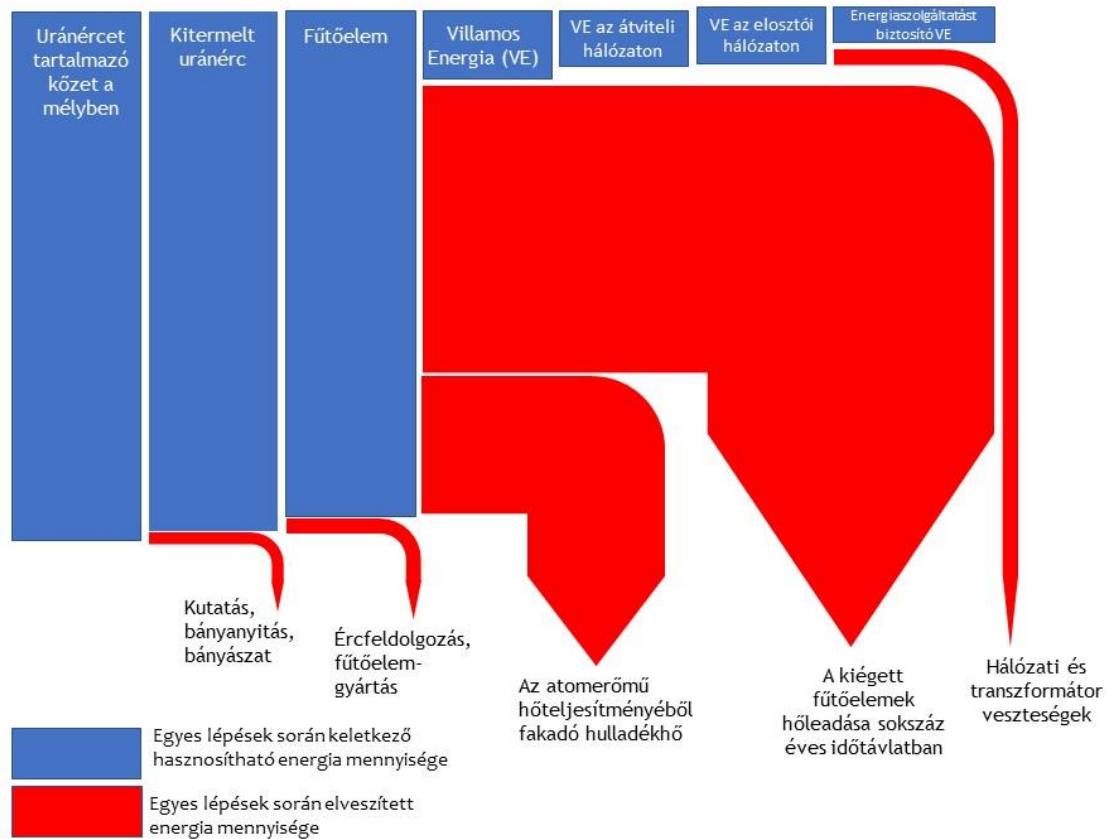 Uránércet
tartalmazó
kőzet a
mélyben
Kitermelt
uránérc
Fűtőelem
Villamos
Energia (VE)
VE az átviteli
hálózaton
VE az elosztói
hálózaton
Energiaszolgáltatást
biztosító VE
Kutatás,
bányanyitás,
bányászat
Ércfeldolgozás,
fűtőelem-
gyártás
Az atomerőmű
hőteljesítményéből
fakadó hulladékhő
A kiégett
fűtőelemek
hőleadása sokszáz
éves időtávlatban
Hálózati és
transzformátor
veszteségek
Egyes lépések során keletkező
hasznosítható energia mennyisége
Egyes lépések során elveszített
energia mennyisége